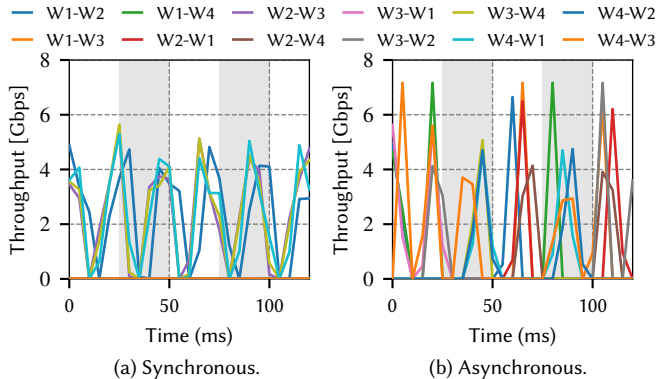 W1-W2 W1-W4 W2-W3 W3-W1 W3-W4 W4-W2
W1-W3 W2-W1 W2-W4 W3-W2 W4-W1 W4-W3
8
6
4
2
0
Throughput [Gbps]
0 50 100
Time (ms)
(a) Synchronous.
8
6
4
2
0
Throughput [Gbps]
0 50 100
Time (ms)
(b) Asynchronous.